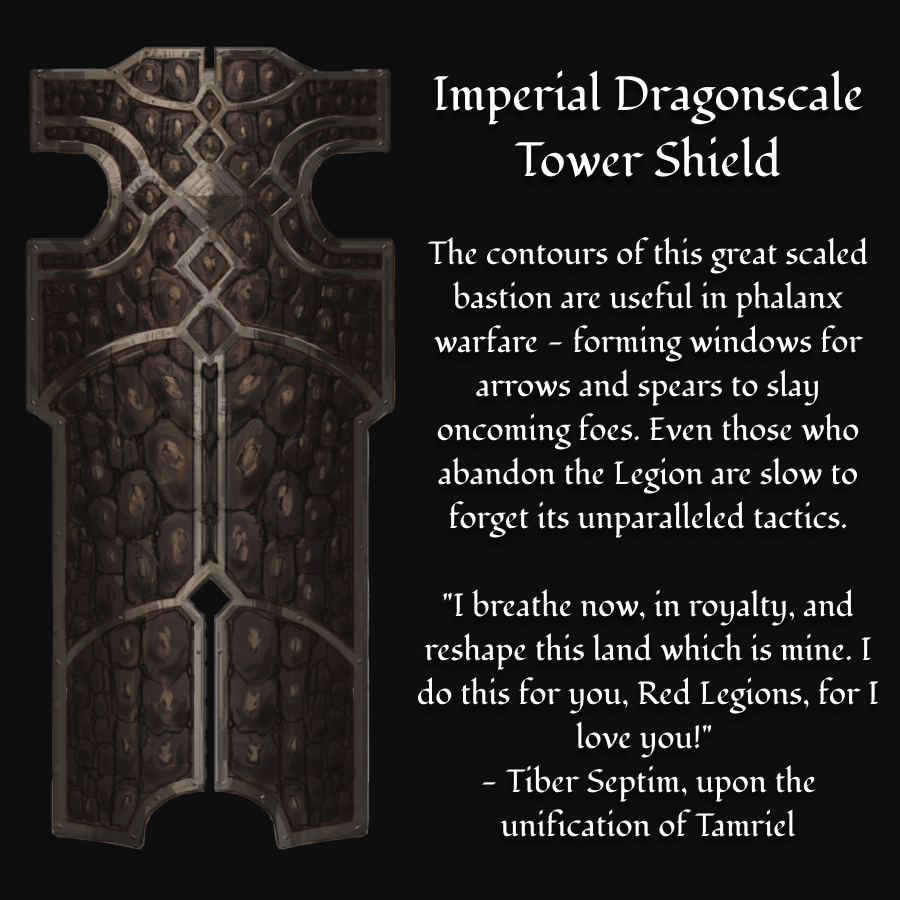 Imperial Dragonscale
Tower Shield
The contours of this great scaled
bastion are useful in phalanx
warfare - forming windows for
arrows and spears to slay
oncoming foes. Even those who
abandon the Legion are slow to
forget its unparalleled tactics.
"I breathe now, in royalty, and
reshape this land which is mine. I
do this for you, Red Legions, for I
love you!"
- Tiber Septim, upon the
unification of Tamriel